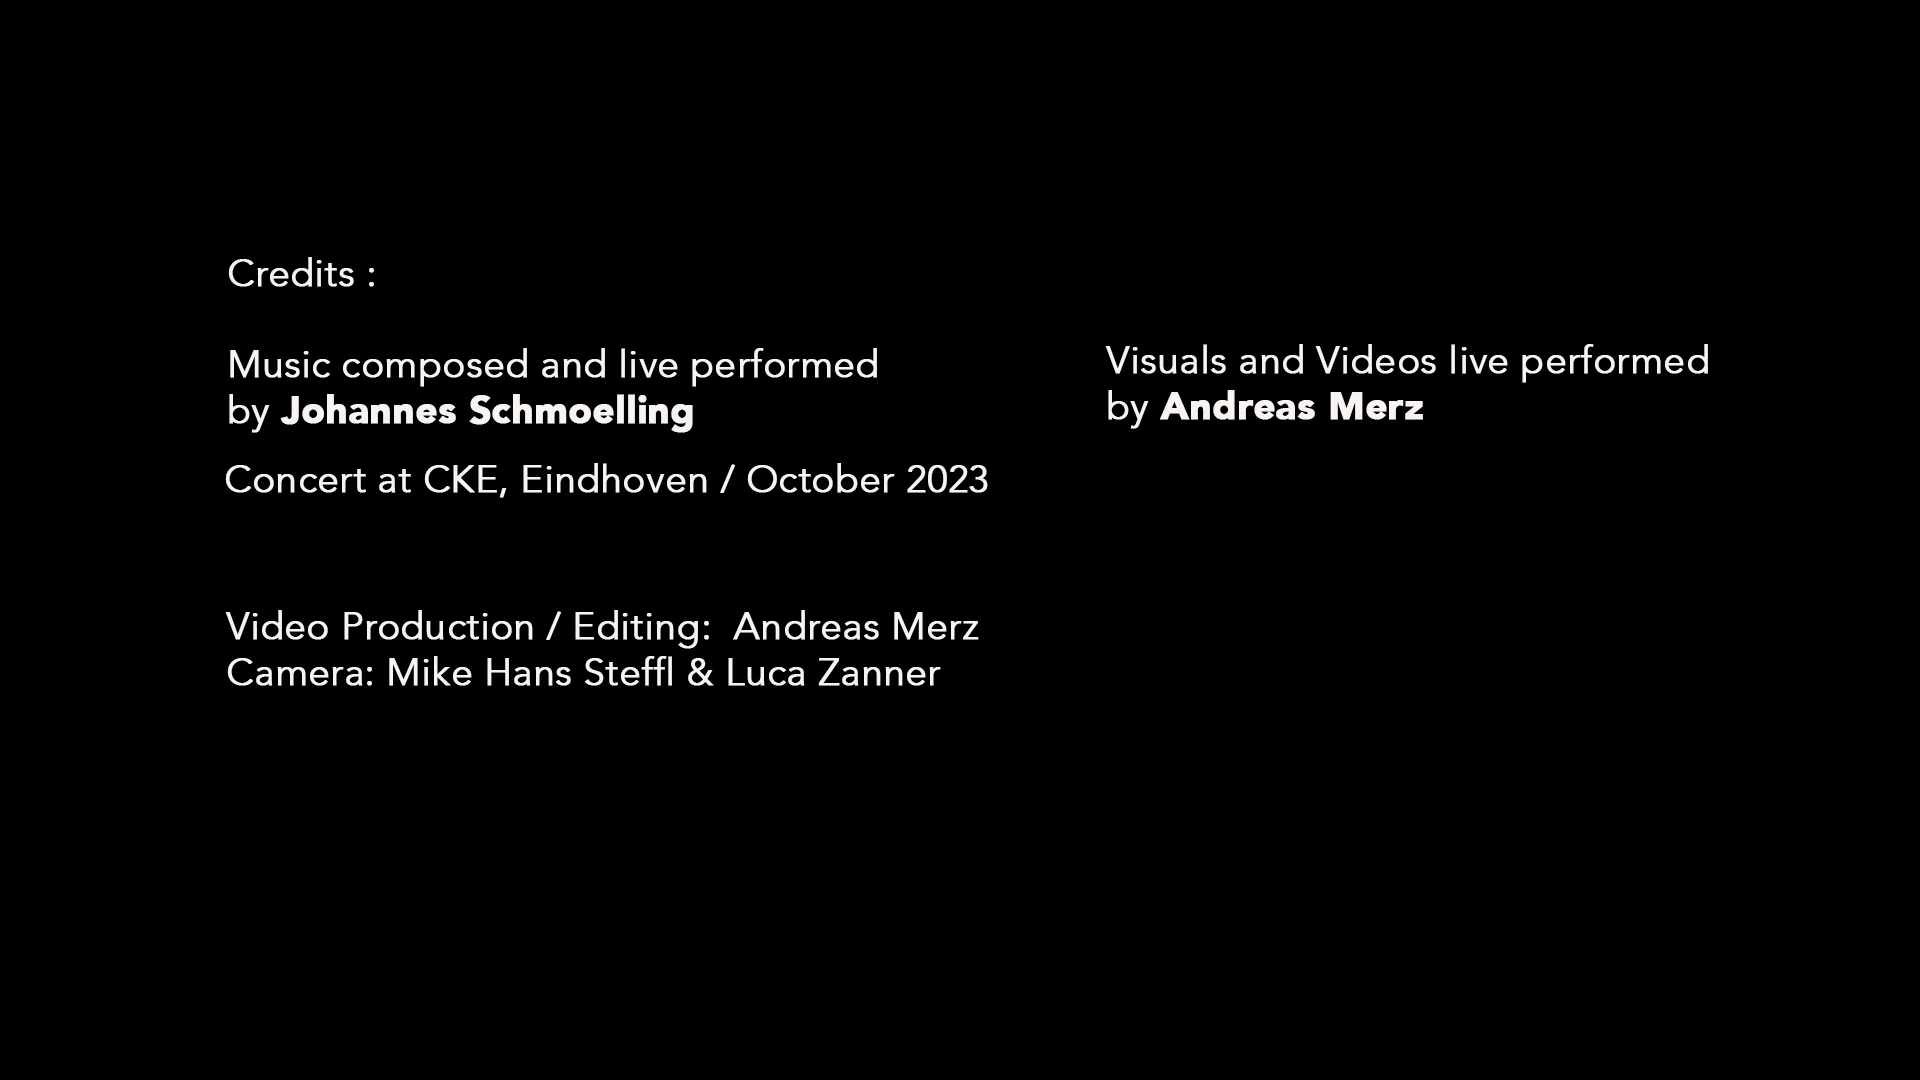 Credits :
Music composed and live performed
by Johannes Schmoelling
Visuals and Videos live performed
by Andreas Merz
Concert at CKE, Eindhoven / October 2023
Video Production / Editing:  Andreas Merz
Camera: Mike Hans Steffl & Luca Zanner